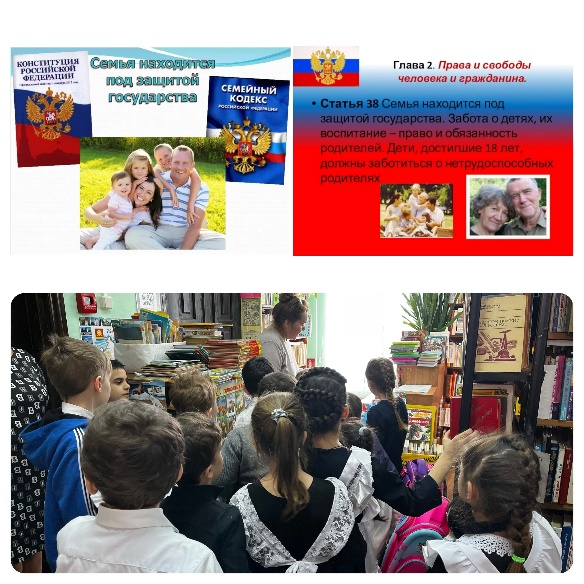 КОНСТИТУЦИЯ
РОССИЙСКОЙ
ФЕДЕРАЦИИ
Семья находится
под защитой
государства
СЕМЕЙНЫЙ
КОДЕКС
РОССИЙСКОЙ ФЕДЕРАЦИИ
Глава 2. Права и свободы
человека и гражданина.
• Статья 38 Семья находится под
защитой государства. Забота о детях, их
воспитание – право и обязанность
родителей. Дети, достигшие 18 лет,
должны заботиться о нетрудоспособных
родителях